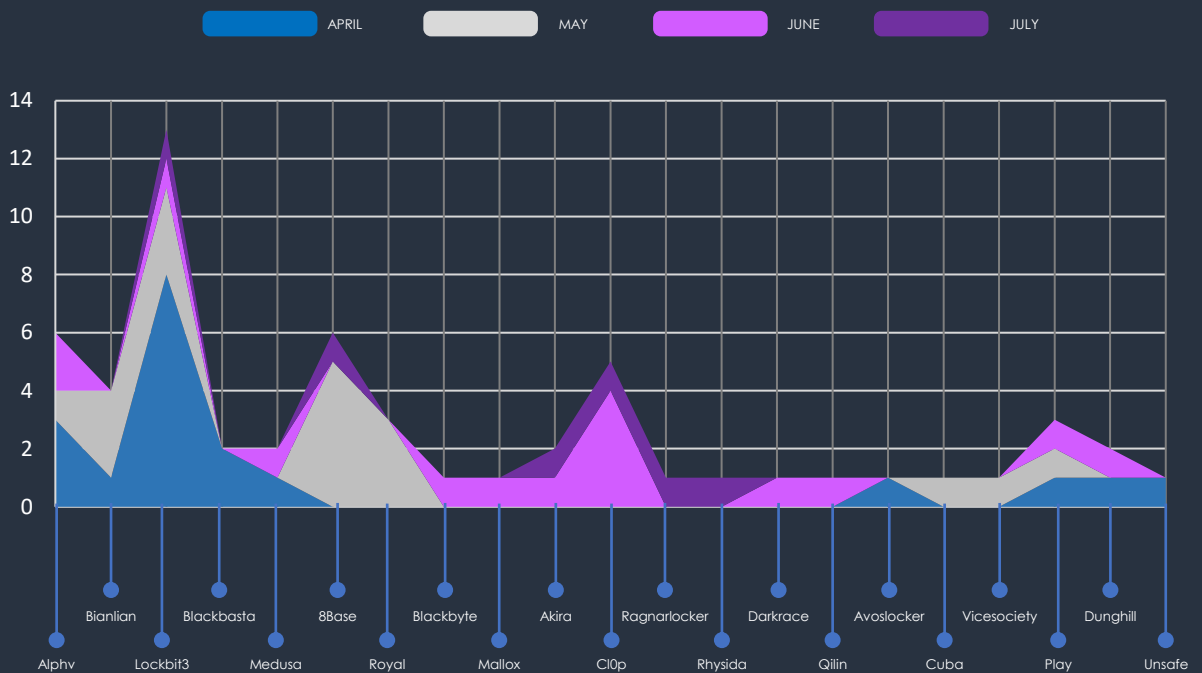 APRIL
MAY
JUNE
JULY
14
12
10
8
6
4
2
0
Bianlian
Blackbasta
8Base
Blackbyte
Akira
Ragnarlocker
Darkrace
Avoslocker
Vicesociety
Dunghill
Alphv
Lockbit3
Medusa
Royal
Mallox
Cl0p
Rhysida
Qilin
Cuba
Play
Unsafe